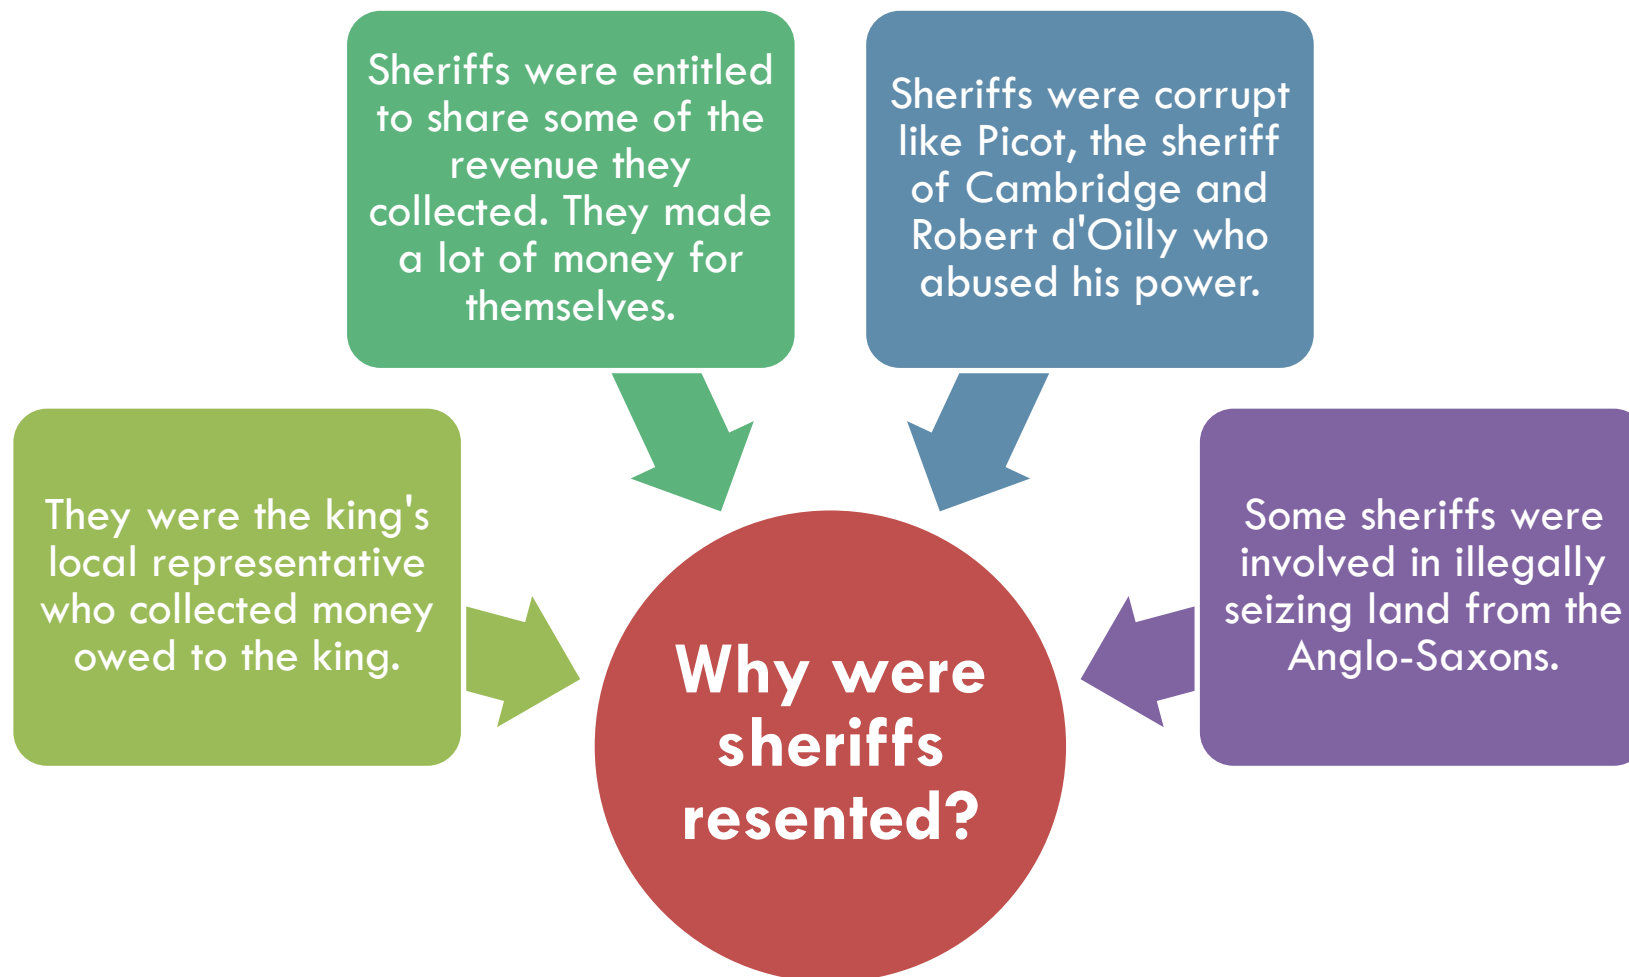 Sheriffs were entitled
to share some of the
revenue they
collected. They made
a lot of money for
themselves.
Sheriffs were corrupt
like Picot, the sheriff
of Cambridge and
Robert d'Oilly who
abused his power.
They were the king's
local representative
who collected money
owed to the king.
Some sheriffs were
involved in illegally
seizing land from the
Anglo-Saxons.
Why were
sheriffs
resented?